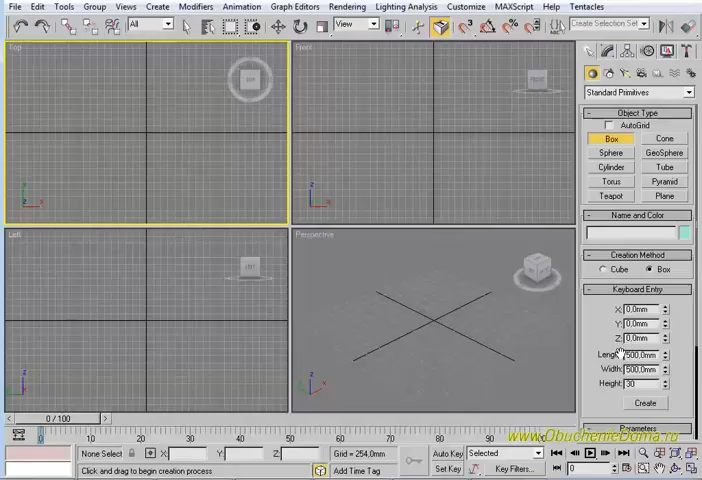 File Edit Tools Group Views Create Modifiers Animation Graph Editors Rendering Lighting Analysis Customize MAXScript Help Tentacles
All View Create Selection Set
Top
TOP
Front
FRONT
Left
LEFT
Perspective
Standard Primitives
Object Type
AutoGrid
Box Cone
Sphere GeoSphere
Cylinder Tube
Torus Pyramid
Teapot Plane
Name and Color
Creation Method
Cube Box
Keyboard Entry
X: 0,0mm
Y: 0,0mm
Z: 0,0mm
Length: 500,0mm
Width: 500,0mm
Height: 30
Create
Parameters
0 / 100
www.ObuchenieDoma.ru
0 10 20 30 40 50 60 70 80 90 100
None Select X: Y: Z: Grid = 254,0mm Auto Key Selected
Click and drag to begin creation process Add Time Tag Set Key Key Filters... 0